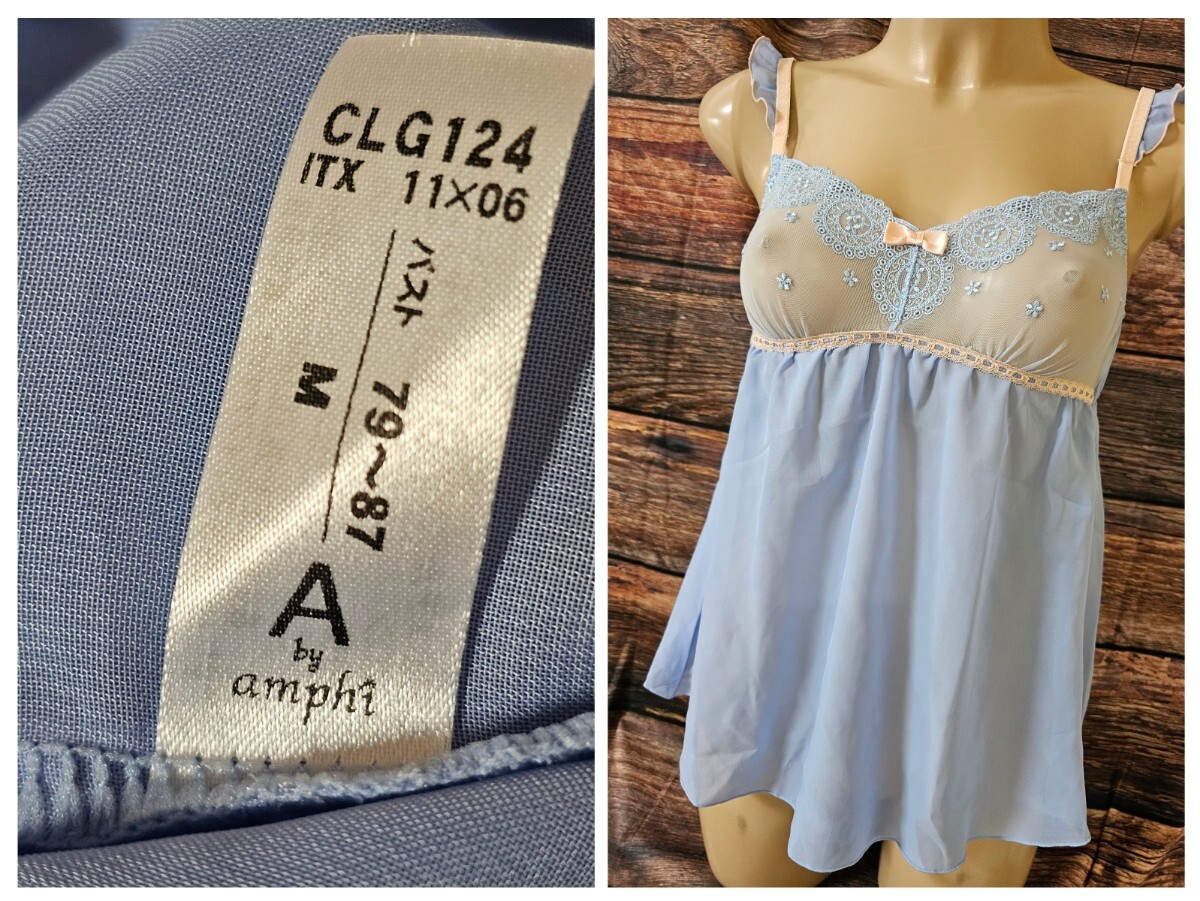 CLG124
ITX 11×06
バスト 79~87
M
A
by
amphi